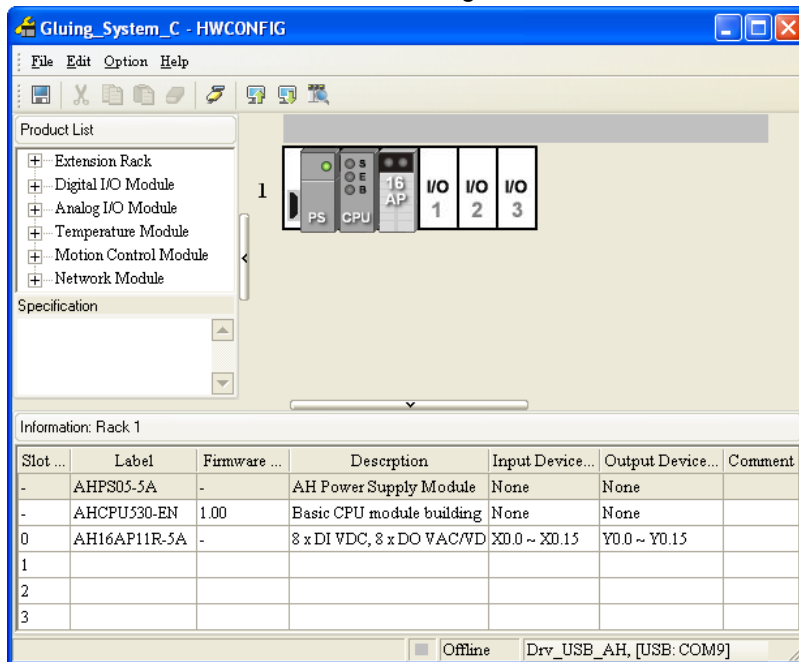 Gluing_System_C - HWCONFIG
File Edit Option Help
Product List
Extension Rack
Digital I/O Module
Analog I/O Module
Temperature Module
Motion Control Module
Network Module
Specification
1
PS
CPU
S
E
B
16
AP
I/O
1
I/O
2
I/O
3
Information: Rack 1
Slot ... Label Firmware ... Descrption Input Device... Output Device... Comment
- AHPS05-5A - AH Power Supply Module None None
- AHCPU530-EN 1.00 Basic CPU module building None None
0 AH16AP11R-5A - 8 x DI VDC, 8 x DO VAC/VD X0.0 ~ X0.15 Y0.0 ~ Y0.15
1
2
3
Offline Drv_USB_AH, [USB: COM9]